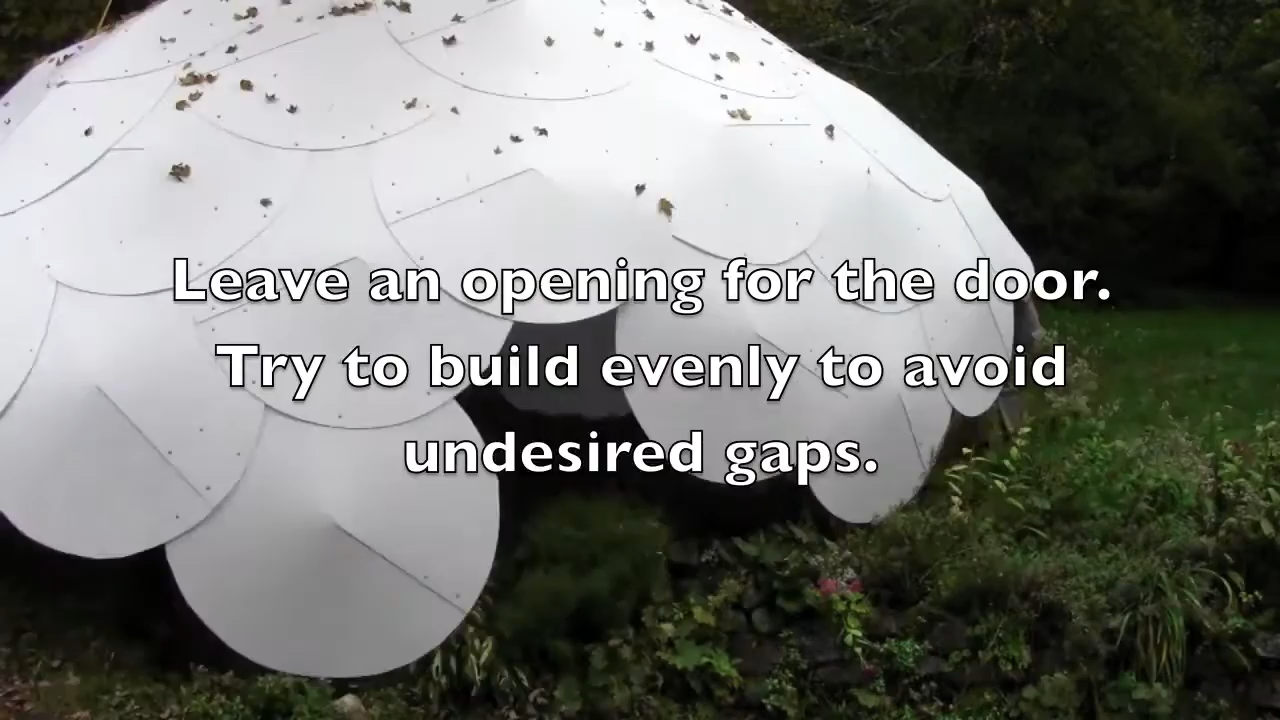 Leave an opening for the door.
Try to build evenly to avoid
undesired gaps.